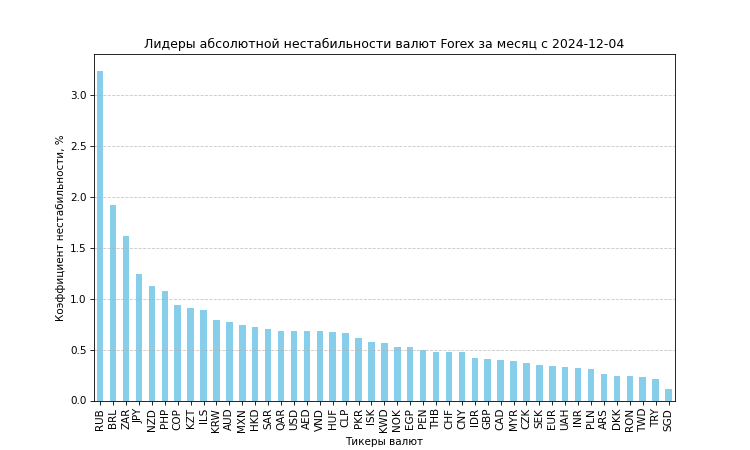 Лидеры абсолютной нестабильности валют Forex за месяц с 2024-12-04
Коэффициент нестабильности, %
3.0
2.5
2.0
1.5
1.0
0.5
0.0
RUB BRL ZAR JPY NZD PHP COP KZT ILS KRW AUD MXN HKD SAR QAR USD AED VND HUF CLP PKR ISK KWD NOK EGP PEN THB CHF CNY IDR GBP CAD MYR CZK SEK EUR UAH INR PLN ARS DKK RON TWD TRY SGD
Тикеры валют